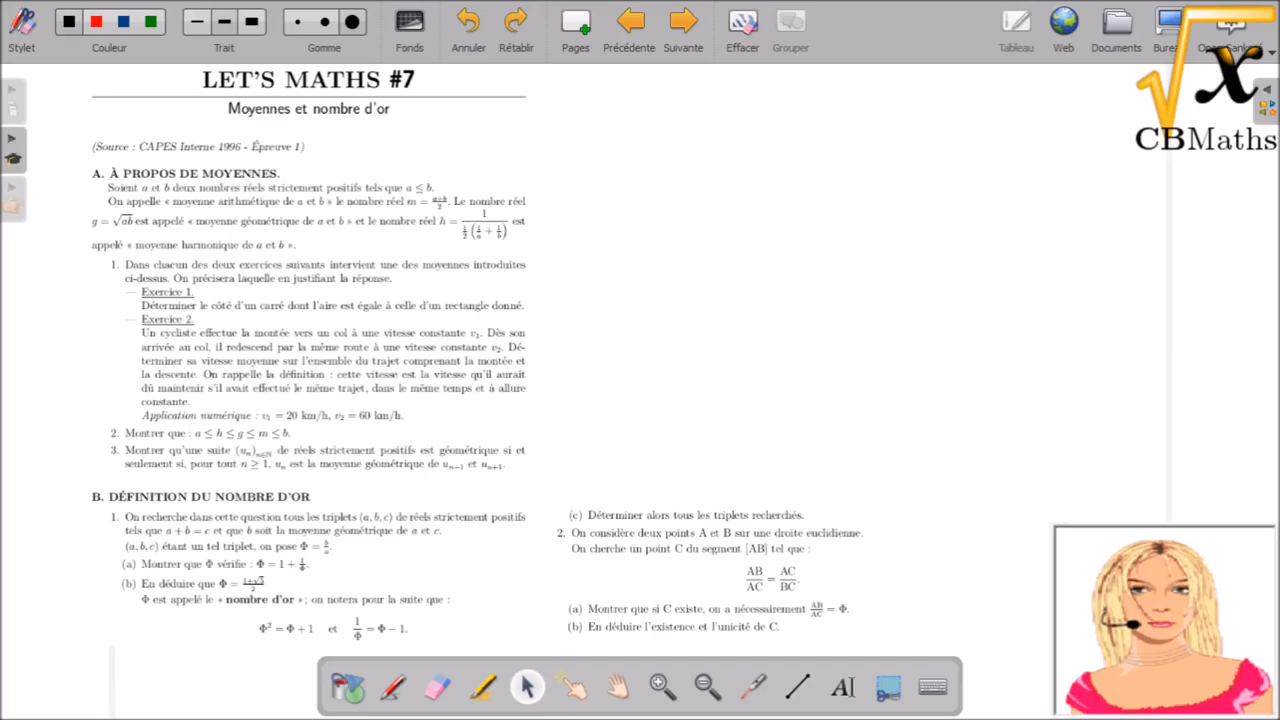 Stylet
Couleur
Trait
Gomme
Fonds
Annuler
Rétablir
Pages
Précédente
Suivante
Effacer
Grouper
Tableau
Web
Documents
√x
CBMaths
LET'S MATHS #7
Moyennes et nombre d'or
(Source : CAPES Interne 1996 - Épreuve 1)
A. À PROPOS DE MOYENNES.
Soient a et b deux nombres réels strictement positifs tels que a ≤ b.
On appelle « moyenne arithmétique de a et b » le nombre réel m = (a+b)/2. Le nombre réel
g = √ab est appelé « moyenne géométrique de a et b » et le nombre réel h = 1/(½(1/a + 1/b)) est
appelé « moyenne harmonique de a et b ».
1. Dans chacun des deux exercices suivants intervient une des moyennes introduites
ci-dessus. On précisera laquelle en justifiant la réponse.
— Exercice 1.
Déterminer le côté d'un carré dont l'aire est égale à celle d'un rectangle donné.
— Exercice 2.
Un cycliste effectue la montée vers un col à une vitesse constante v₁. Dès son
arrivée au col, il redescend par la même route à une vitesse constante v₂. Dé-
terminer sa vitesse moyenne sur l'ensemble du trajet comprenant la montée et
la descente. On rappelle la définition : cette vitesse est la vitesse qu'il aurait
dû maintenir s'il avait effectué le même trajet, dans le même temps et à allure
constante.
Application numérique : v₁ = 20 km/h, v₂ = 60 km/h.
2. Montrer que : a ≤ h ≤ g ≤ m ≤ b.
3. Montrer qu'une suite (uₙ)ₙ∈ℕ de réels strictement positifs est géométrique si et
seulement si, pour tout n ≥ 1, uₙ est la moyenne géométrique de uₙ₋₁ et uₙ₊₁.
B. DÉFINITION DU NOMBRE D'OR
1. On recherche dans cette question tous les triplets (a, b, c) de réels strictement positifs
tels que a + b = c et que b soit la moyenne géométrique de a et c.
(a, b, c) étant un tel triplet, on pose Φ = b/a.
(a) Montrer que Φ vérifie : Φ = 1 + 1/Φ.
(b) En déduire que Φ = (1+√5)/2
Φ est appelé le « nombre d'or » ; on notera pour la suite que :
Φ² = Φ + 1 et 1/Φ = Φ − 1.
(c) Déterminer alors tous les triplets recherchés.
2. On considère deux points A et B sur une droite euclidienne.
On cherche un point C du segment [AB] tel que :
AB/AC = AC/BC.
(a) Montrer que si C existe, on a nécessairement AB/AC = Φ.
(b) En déduire l'existence et l'unicité de C.